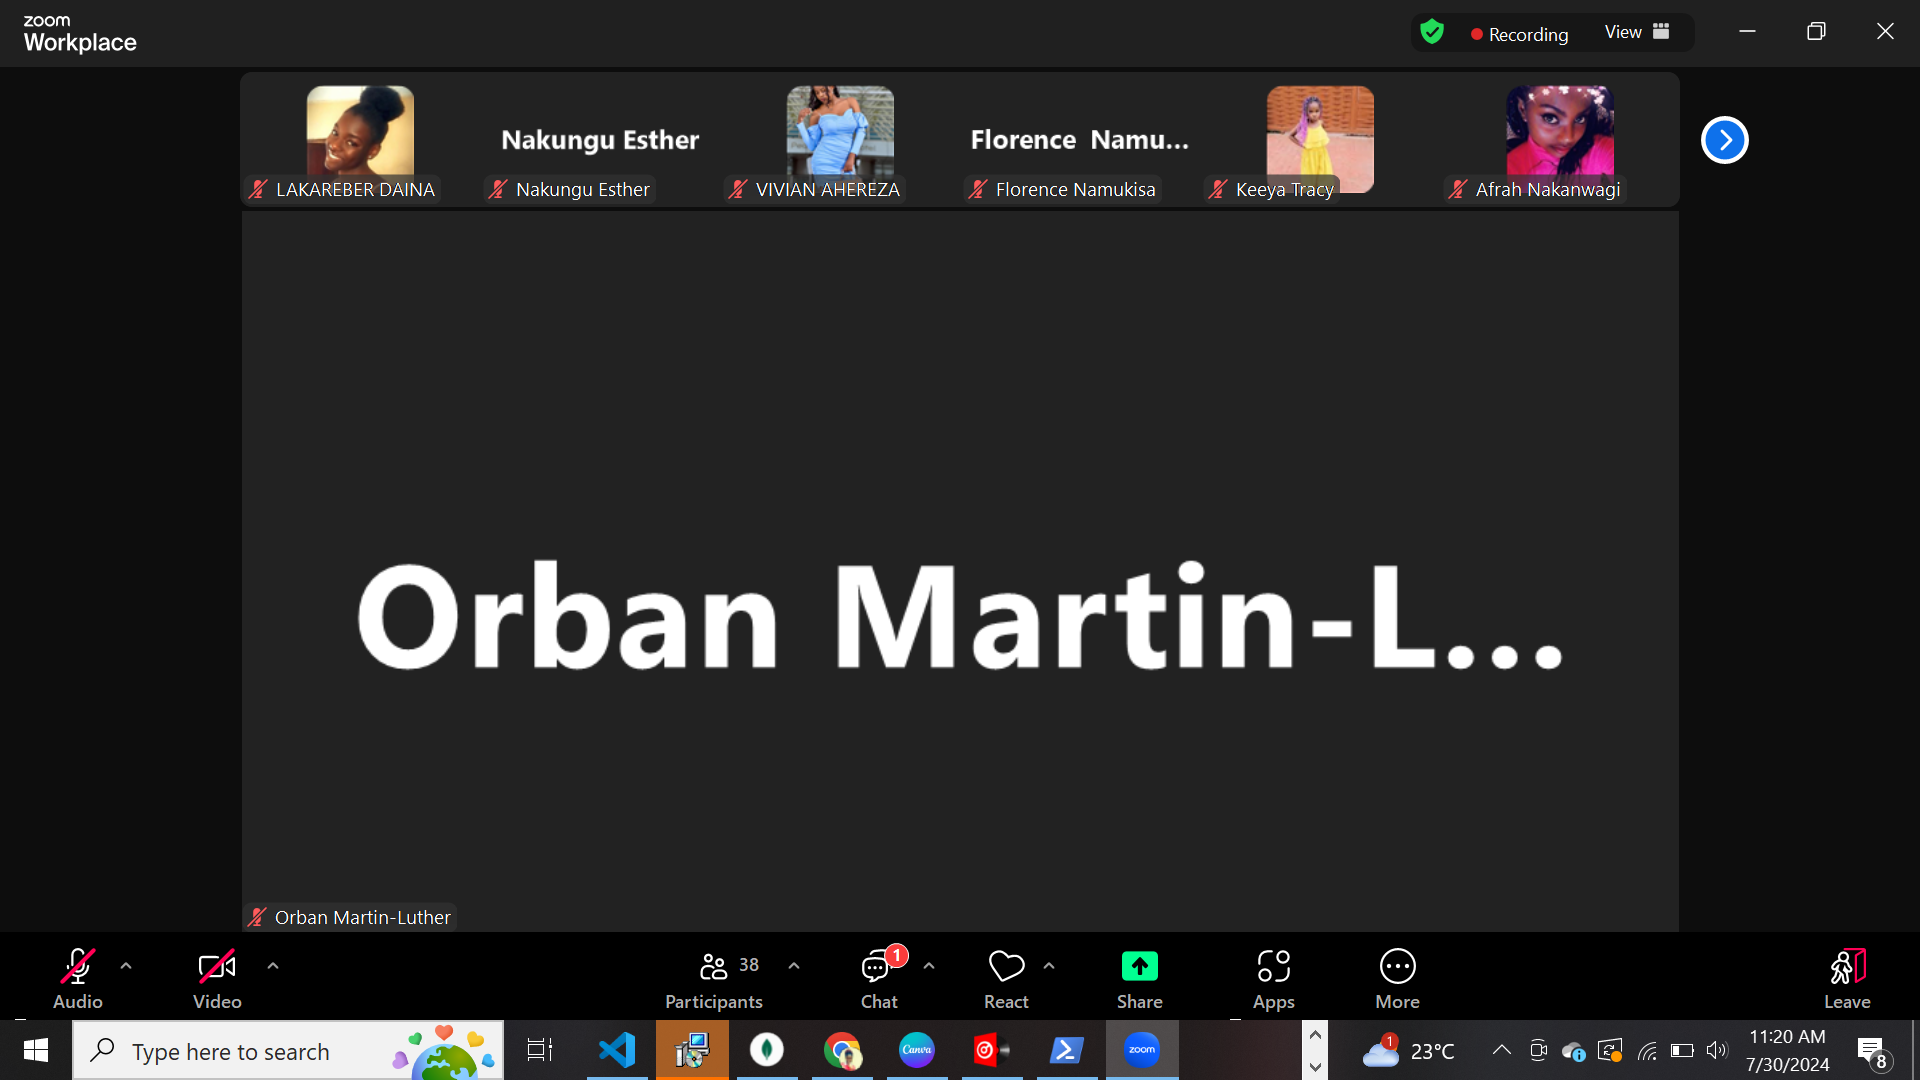 zoom
Workplace
Recording
View
Nakungu Esther
Florence Namu...
LAKAREBER DAINA
Nakungu Esther
VIVIAN AHEREZA
Florence Namukisa
Keeya Tracy
Afrah Nakanwagi
Orban Martin-L...
Orban Martin-Luther
38
1
Audio
Video
Participants
Chat
React
Share
Apps
More
Leave
Type here to search
Canva
zoom
1
23°C
11:20 AM
7/30/2024
8